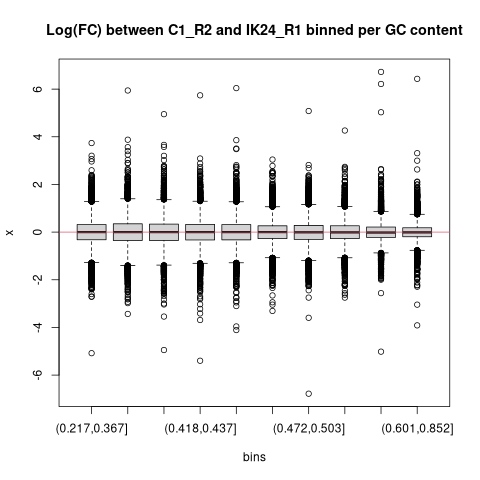 Log(FC) between C1_R2 and IK24_R1 binned per GC content
6
4
2
0
-2
-4
-6
x
(0.217,0.367] (0.418,0.437] (0.472,0.503] (0.601,0.852]
bins